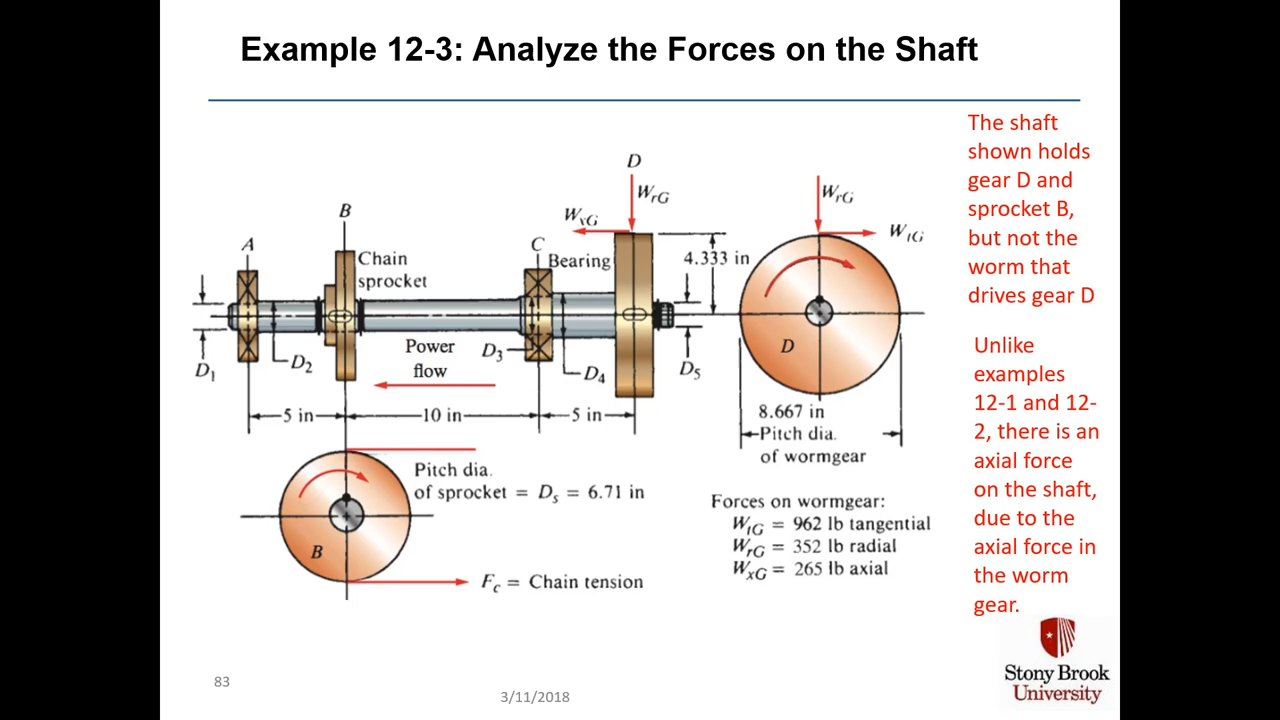 Example 12-3: Analyze the Forces on the Shaft
The shaft
shown holds
gear D and
sprocket B,
but not the
worm that
drives gear D
Unlike
examples
12-1 and 12-
2, there is an
axial force
on the shaft,
due to the
axial force in
the worm
gear.
D
WrG
WxG
B
A
Chain
sprocket
C
Bearing
4.333 in
WrG
WtG
D1
D2
Power
flow
D3
D4
D5
D
5 in
10 in
5 in
8.667 in
Pitch dia.
of wormgear
Pitch dia.
of sprocket = Ds = 6.71 in
B
Fc = Chain tension
Forces on wormgear:
WtG = 962 lb tangential
WrG = 352 lb radial
WxG = 265 lb axial
83
3/11/2018
Stony Brook
University